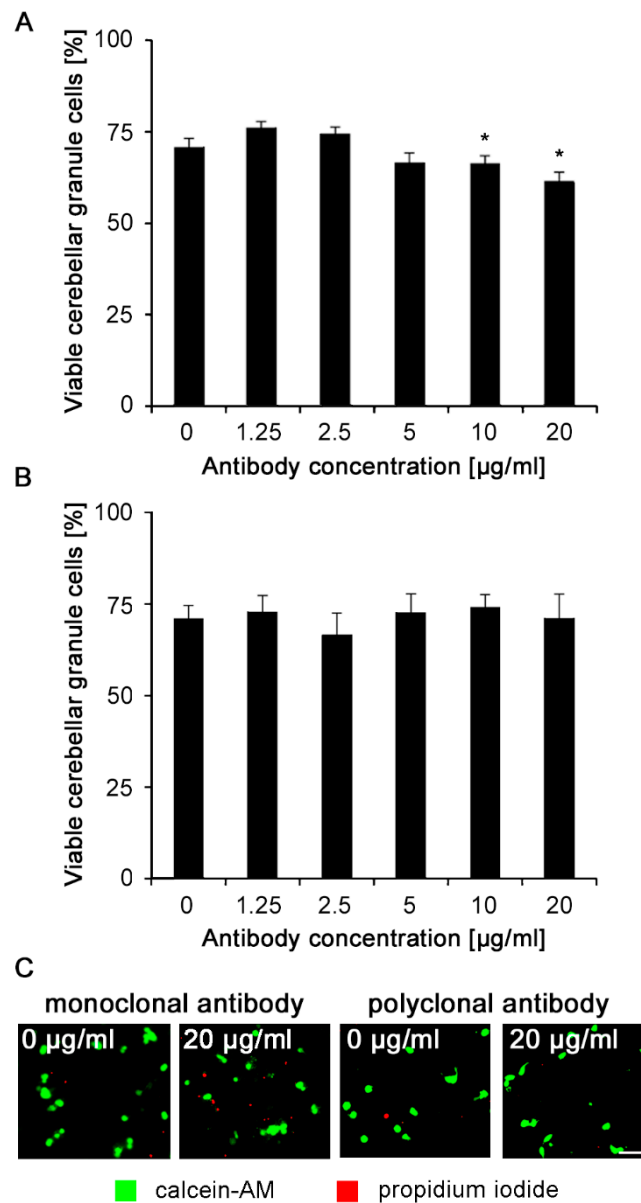 A
Viable cerebellar granule cells [%]
100
75
50
25
0
* *
0 1.25 2.5 5 10 20
Antibody concentration [µg/ml]
B
Viable cerebellar granule cells [%]
100
75
50
25
0
0 1.25 2.5 5 10 20
Antibody concentration [µg/ml]
C
monoclonal antibody polyclonal antibody
0 µg/ml 20 µg/ml 0 µg/ml 20 µg/ml
calcein-AM propidium iodide